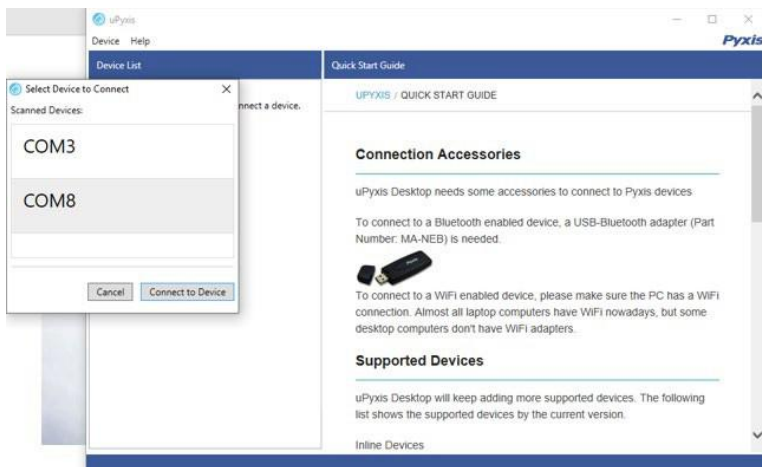 uPyxis
Device Help
Pyxis
Device List
Quick Start Guide
Select Device to Connect
Scanned Devices:
COM3
COM8
Cancel Connect to Device
nnect a device.
UPYXIS / QUICK START GUIDE
Connection Accessories
uPyxis Desktop needs some accessories to connect to Pyxis devices
To connect to a Bluetooth enabled device, a USB-Bluetooth adapter (Part
Number: MA-NEB) is needed.
To connect to a WiFi enabled device, please make sure the PC has a WiFi
connection. Almost all laptop computers have WiFi nowadays, but some
desktop computers don't have WiFi adapters.
Supported Devices
uPyxis Desktop will keep adding more supported devices. The following
list shows the supported devices by the current version.
Inline Devices